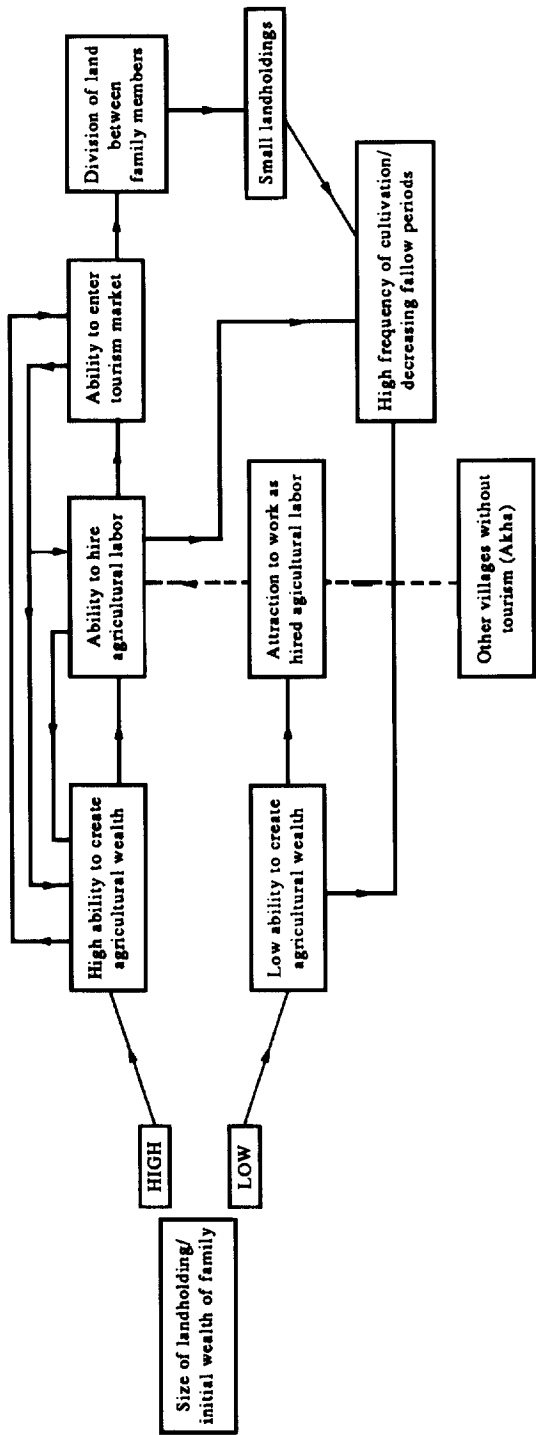 Size of landholding/
initial wealth of family
HIGH
LOW
High ability to create
agricultural wealth
Low ability to create
agricultural wealth
Ability to hire
agricultural labor
Attraction to work as
hired agicultural labor
Other villages without
tourism (Akha)
Ability to enter
tourism market
High frequency of cultivation/
decreasing fallow periods
Division of land
between
family members
Small landholdings